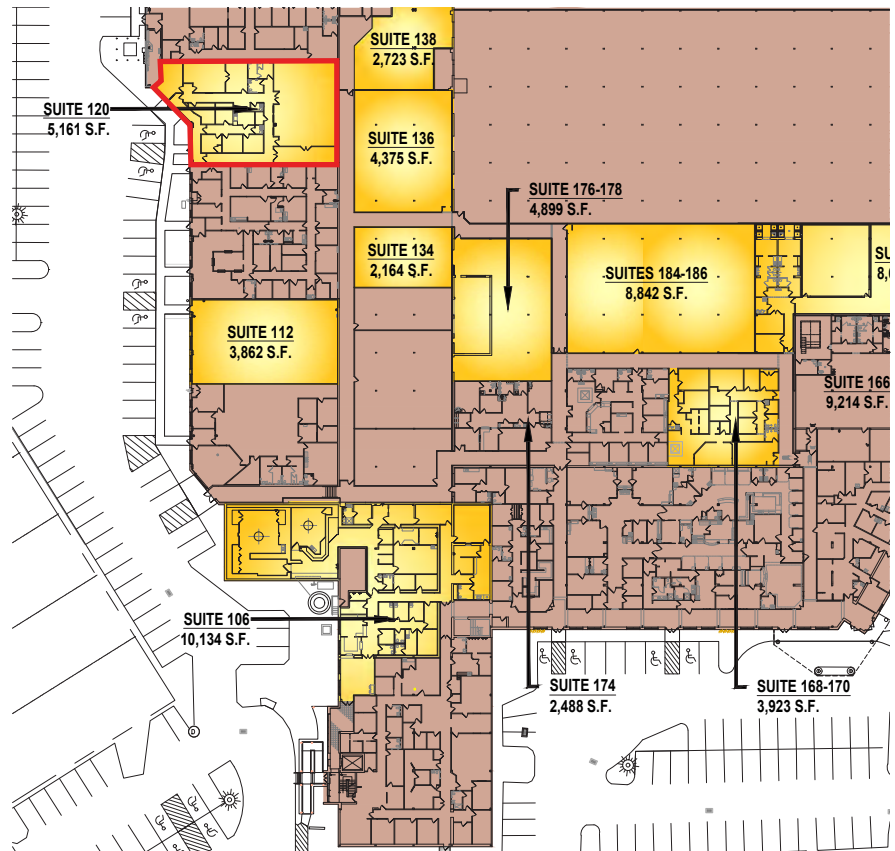 SUITE 138
2,723 S.F.
SUITE 120
5,161 S.F.
SUITE 136
4,375 S.F.
SUITE 176-178
4,899 S.F.
SUITE 134
2,164 S.F.
SUITES 184-186
8,842 S.F.
SUITE 112
3,862 S.F.
SUITE 166
9,214 S.F.
SUITE 106
10,134 S.F.
SUITE 174
2,488 S.F.
SUITE 168-170
3,923 S.F.